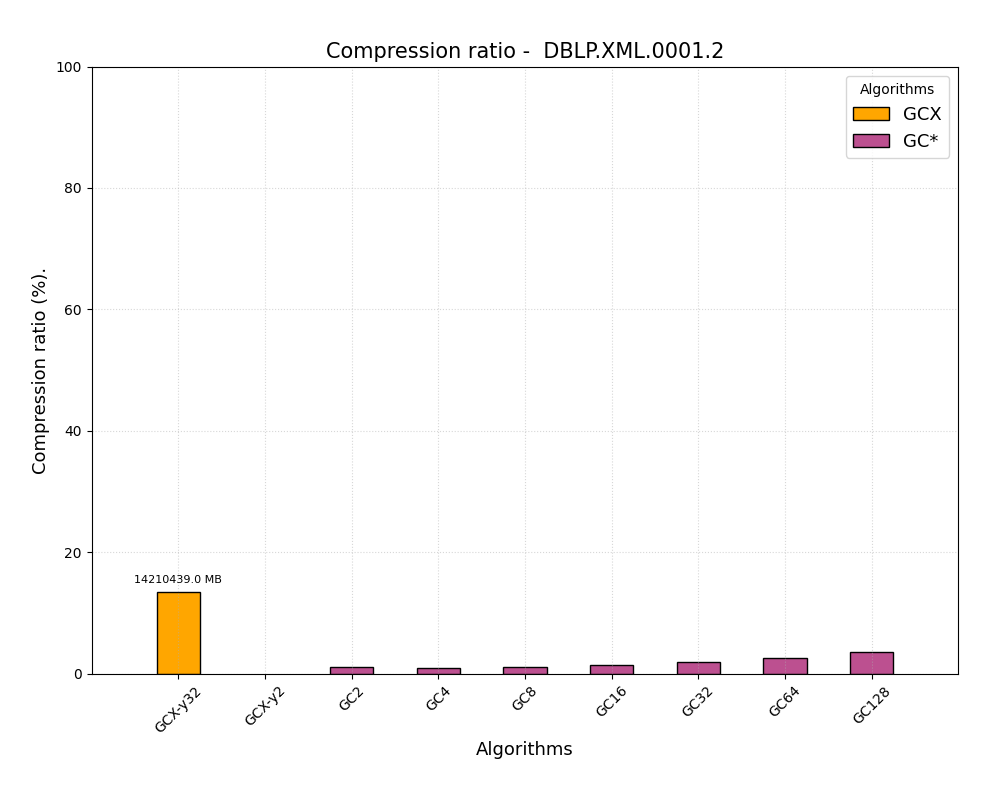 Compression ratio -  DBLP.XML.0001.2
100
80
60
40
20
0
Compression ratio (%).
Algorithms
GCX
GC*
14210439.0 MB
GCX-y32
GCX-y2
GC2
GC4
GC8
GC16
GC32
GC64
GC128
Algorithms